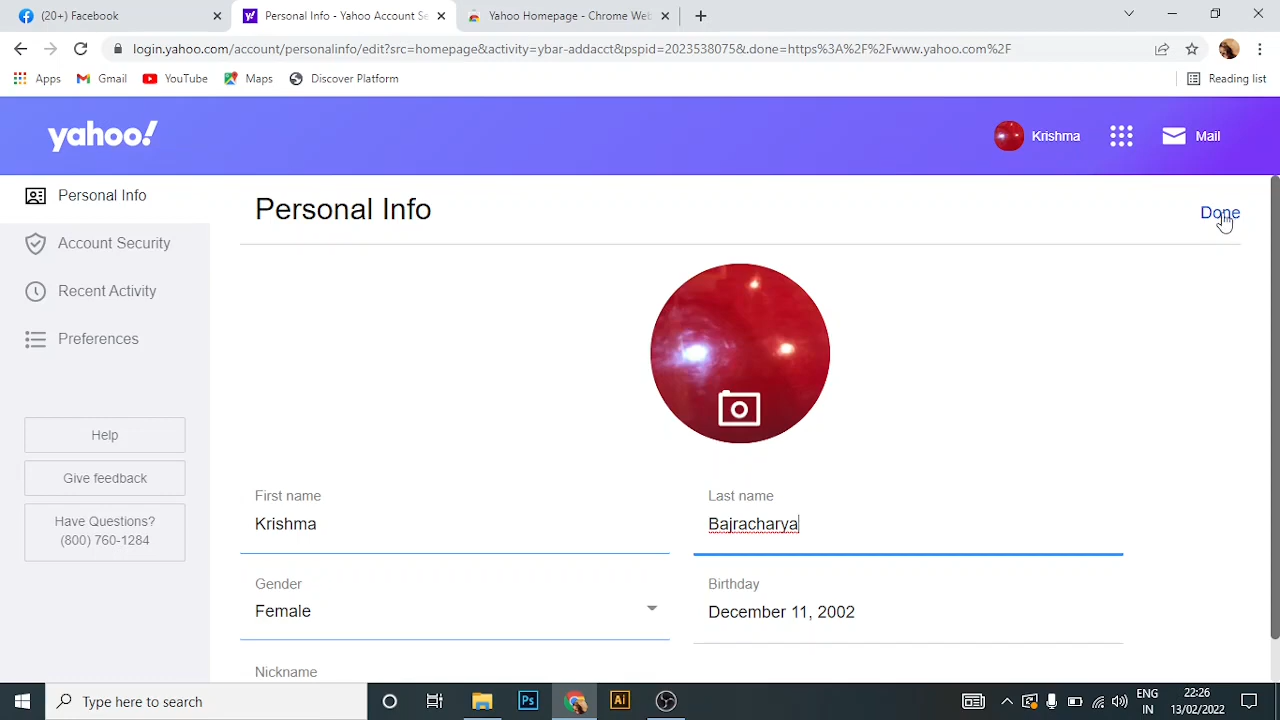 (20+) Facebook
Personal Info - Yahoo Account Se
Yahoo Homepage - Chrome Web
login.yahoo.com/account/personalinfo/edit?src=homepage&activity=ybar-addacct&pspid=2023538075&.done=https%3A%2F%2Fwww.yahoo.com%2F
Apps
Gmail
YouTube
Maps
Discover Platform
Reading list
yahoo!
Krishma
Mail
Personal Info
Account Security
Recent Activity
Preferences
Help
Give feedback
Have Questions?
(800) 760-1284
Personal Info
Done
First name
Krishma
Last name
Bajracharya
Gender
Female
Birthday
December 11, 2002
Nickname
Type here to search
Ps
Ai
ENG
IN
22:26
13/02/2022